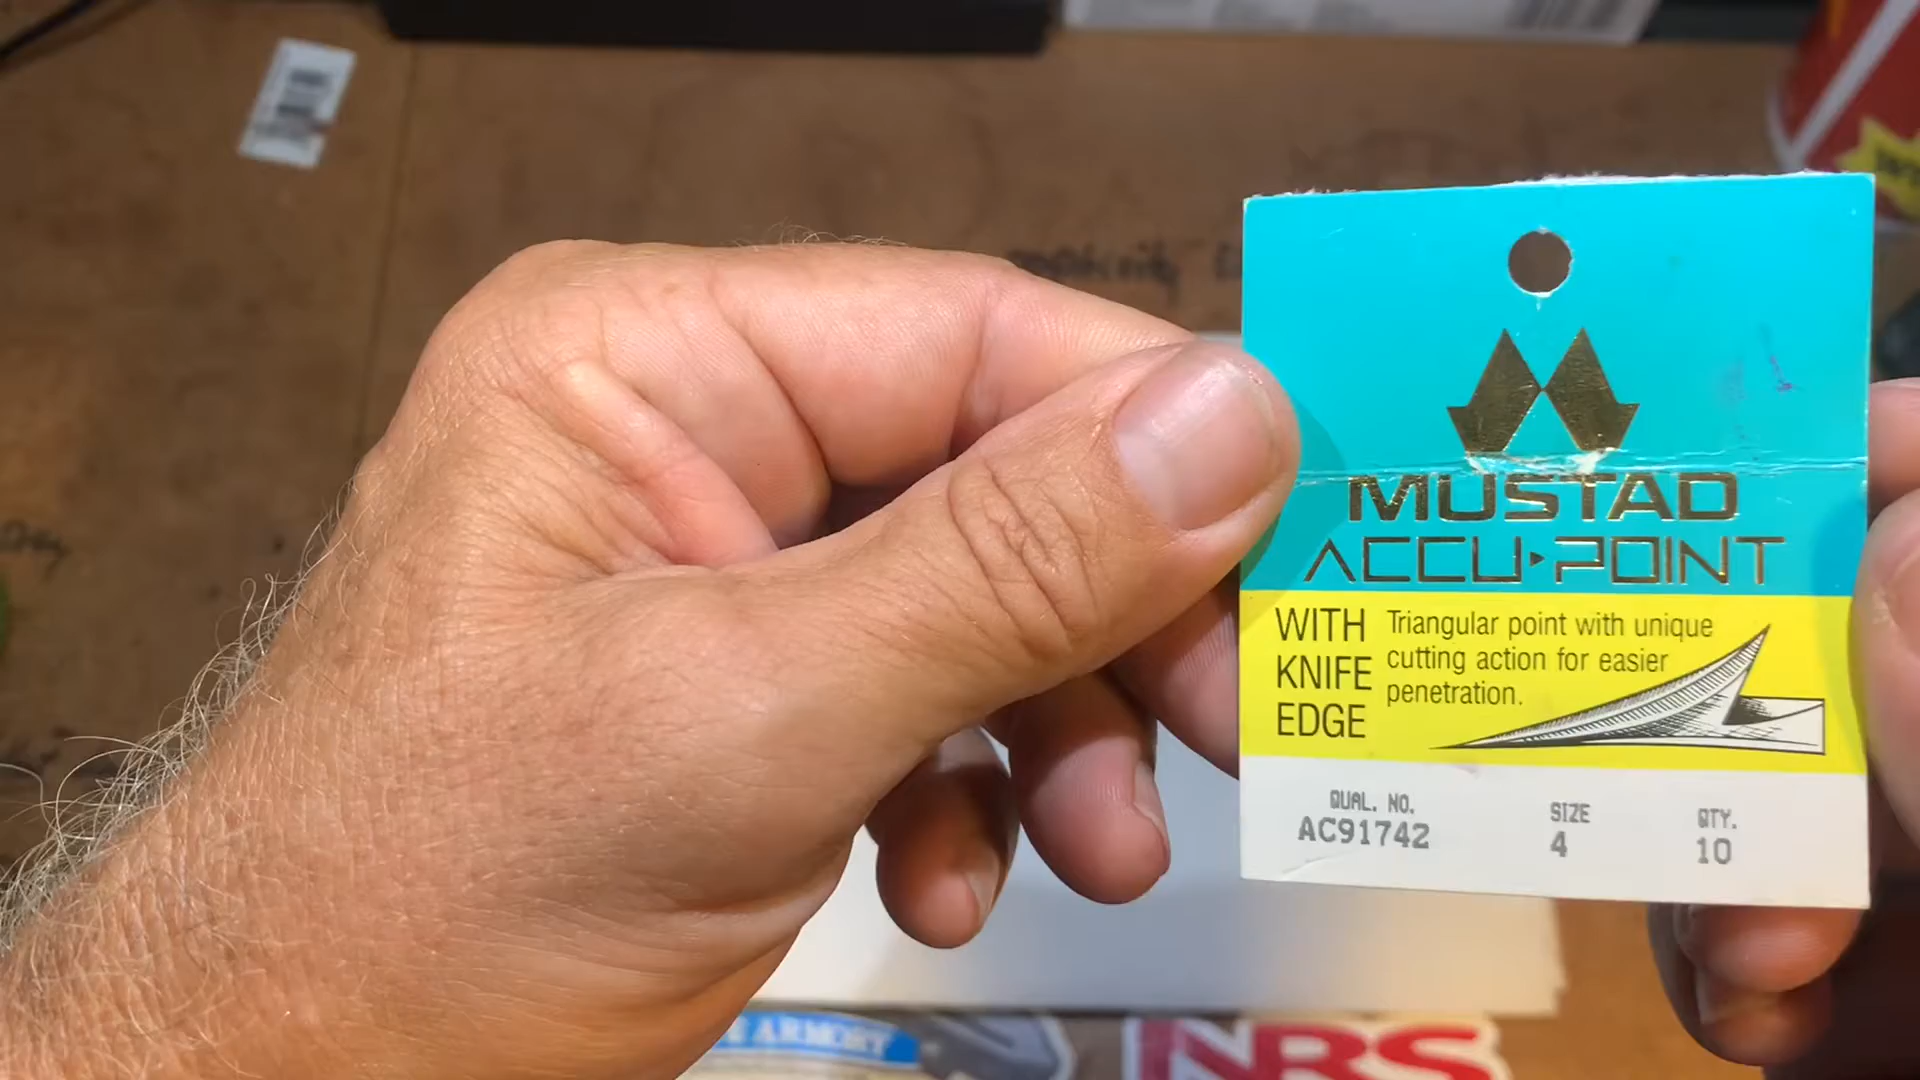 MUSTAD
ACCU▸POINT
WITH
KNIFE
EDGE
Triangular point with unique
cutting action for easier
penetration.
QUAL. NO.
AC91742
SIZE
4
QTY.
10
ARMORY
NRS